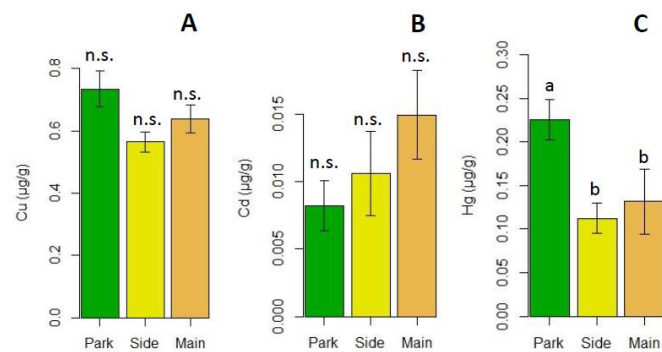 A
n.s.
n.s.
n.s.
Cu (µg/g)
0.8
0.6
0.4
0.2
0.0
Park Side Main
B
n.s.
n.s.
n.s.
Cd (µg/g)
0.015
0.010
0.005
0.000
Park Side Main
C
a
b
b
Hg (µg/g)
0.30
0.25
0.20
0.15
0.10
0.05
0.00
Park Side Main